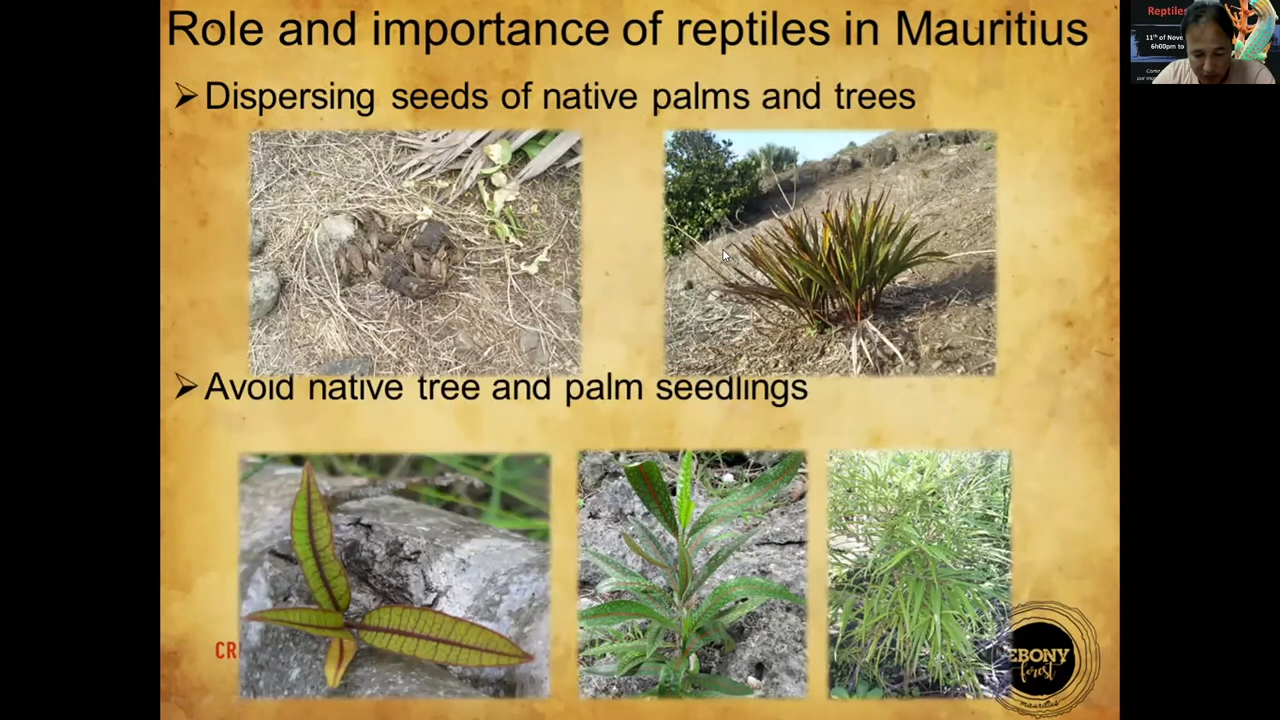 Role and importance of reptiles in Mauritius
➢Dispersing seeds of native palms and trees
➢Avoid native tree and palm seedlings
CR
EBONY
forest
mauritius
Reptiles
11th of Nove
6h00pm to